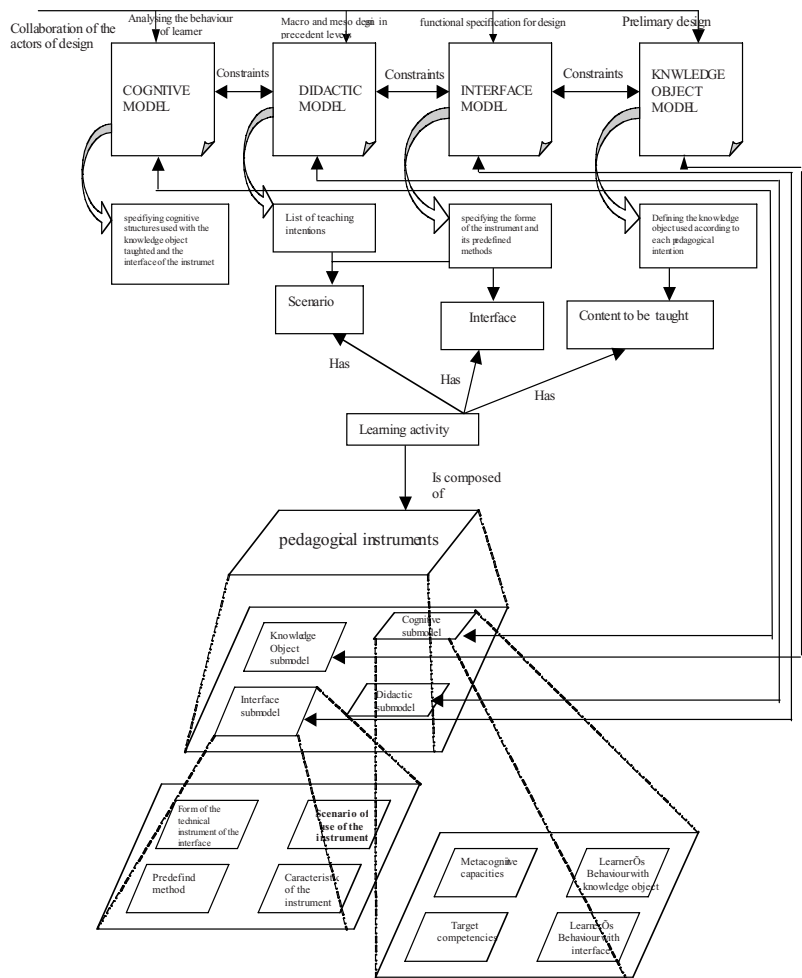 Collaboration of the
actors of design
Analysing the behaviour
of learner
Macro and meso degn in
precedent levels
functional specification for design
Prelimary design
COGNITIVE
MODEL
Constraints
DIDACTIC
MODEL
Constraints
INTERFACE
MODEL
Constraints
KNWLEDGE
OBJECT
MODEL
specifiying cognitive
structures used with the
knowledge object
taughted and the
interface of the instrumet
List of teaching
intentions
specifying the forme
of the instrument and
its predefined
methods
Defining the knowledge
object used according to
each pedagogical
intention
Scenario
Interface
Content to be taught
Has
Has
Has
Learning activity
Is composed
of
pedagogical instruments
Knowledge
Object
submodel
Cognitive
submodel
Interface
submodel
Didactic
submodel
Form of the
technical
instrument of the
interface
Scenario of
use of the
instrument
Predefind
method
Caracteristik
of the
instrument
Metacognitive
capacities
LearnerÕs
Behaviour with
knowledge object
Target
competencies
LearnerÕs
Behaviour with
interface